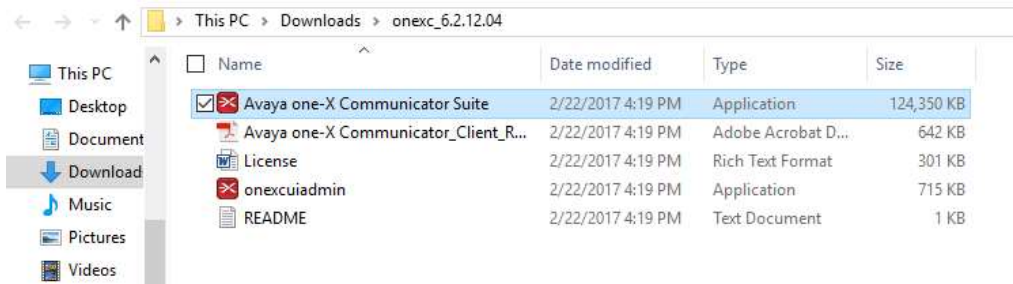 This PC > Downloads > onexc_6.2.12.04
This PC
Desktop
Document
Download
Music
Pictures
Videos
Name Date modified Type Size
Avaya one-X Communicator Suite 2/22/2017 4:19 PM Application 124,350 KB
Avaya one-X Communicator_Client_R... 2/22/2017 4:19 PM Adobe Acrobat D... 642 KB
License 2/22/2017 4:19 PM Rich Text Format 301 KB
onexcuiadmin 2/22/2017 4:19 PM Application 715 KB
README 2/22/2017 4:19 PM Text Document 1 KB